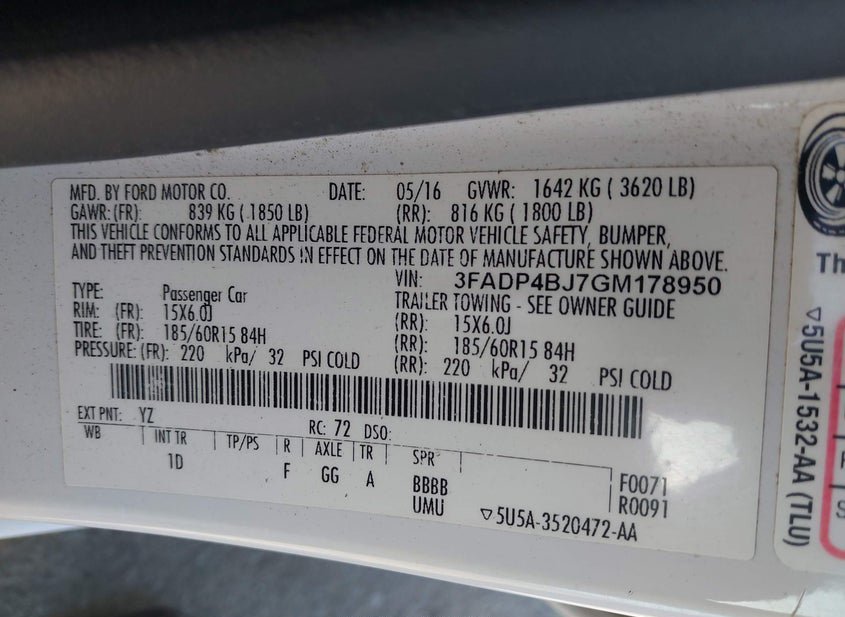 MFD. BY FORD MOTOR CO. DATE: 05/16 GVWR: 1642 KG ( 3620 LB)
GAWR: (FR): 839 KG ( 1850 LB) (RR): 816 KG ( 1800 LB)
THIS VEHICLE CONFORMS TO ALL APPLICABLE FEDERAL MOTOR VEHICLE SAFETY, BUMPER,
AND THEFT PREVENTION STANDARDS IN EFFECT ON THE DATE OF MANUFACTURE SHOWN ABOVE.
VIN: 3FADP4BJ7GM178950
TYPE: Passenger Car TRAILER TOWING - SEE OWNER GUIDE
RIM: (FR): 15X6.0J (RR): 15X6.0J
TIRE: (FR): 185/60R15 84H (RR): 185/60R15 84H
PRESSURE: (FR): 220 kPa/ 32 PSI COLD (RR): 220 kPa/ 32 PSI COLD
EXT PNT: YZ RC: 72 DSO:
WB INT TR TP/PS R AXLE TR SPR
1D F GG A BBBB F0071
UMU R0091
▽5U5A-3520472-AA
Th
▽5U5A-1532-AA (TLU)